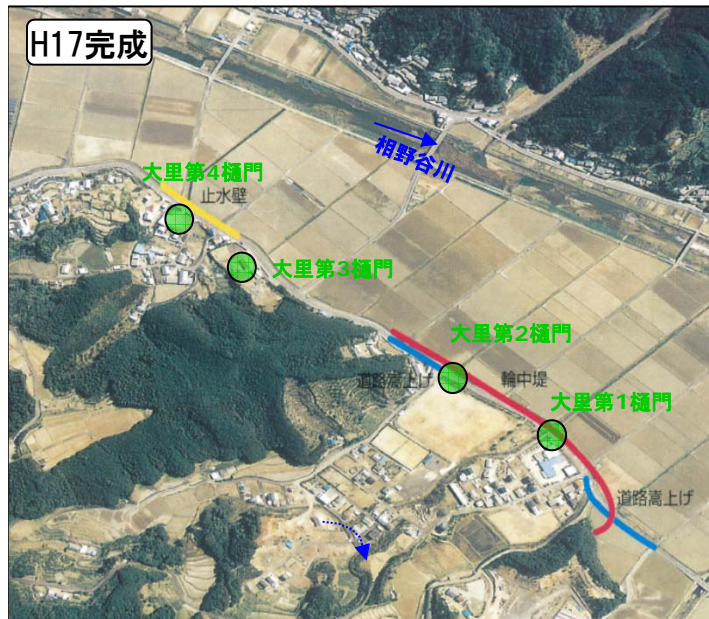 H17完成
相野谷川
大里第4樋門
止水壁
大里第3樋門
大里第2樋門
道路嵩上げ
輪中堤
大里第1樋門
道路嵩上げ